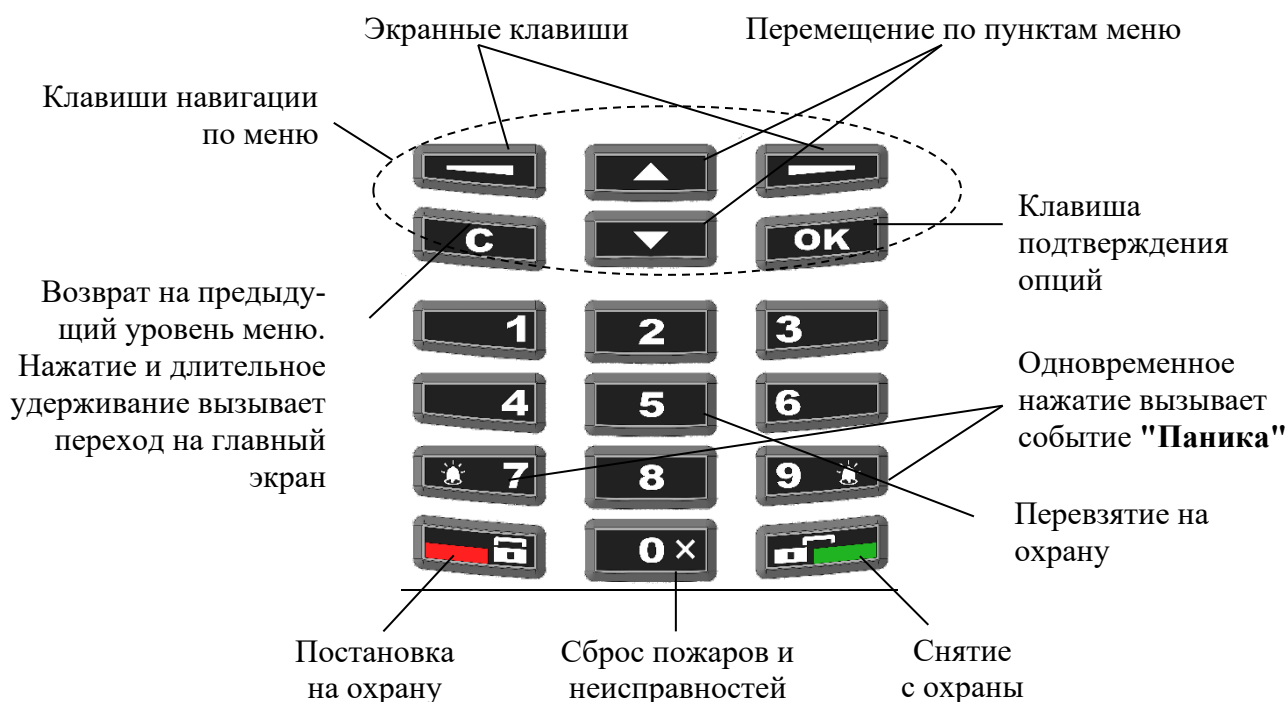 Экранные клавиши
Перемещение по пунктам меню
Клавиши навигации
по меню
C
OK
Клавиша
подтверждения
опций
Возврат на предыду-
щий уровень меню.
Нажатие и длительное
удерживание вызывает
переход на главный
экран
1
2
3
4
5
6
7
8
9
0 ×
Одновременное
нажатие вызывает
событие "Паника"
Перевзятие на
охрану
Постановка
на охрану
Сброс пожаров и
неисправностей
Снятие
с охраны